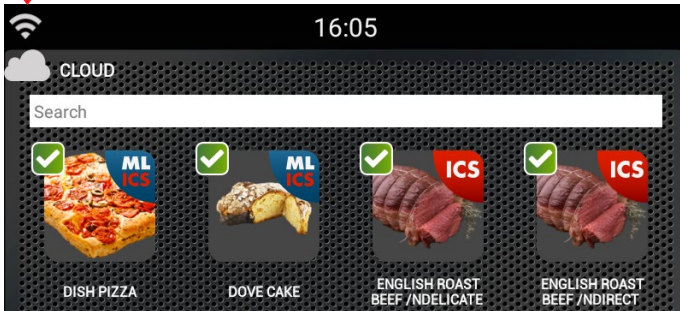 16:05
CLOUD
Search
ML
ICS
ML
ICS
ICS
ICS
DISH PIZZA
DOVE CAKE
ENGLISH ROAST
BEEF /NDELICATE
ENGLISH ROAST
BEEF /NDIRECT